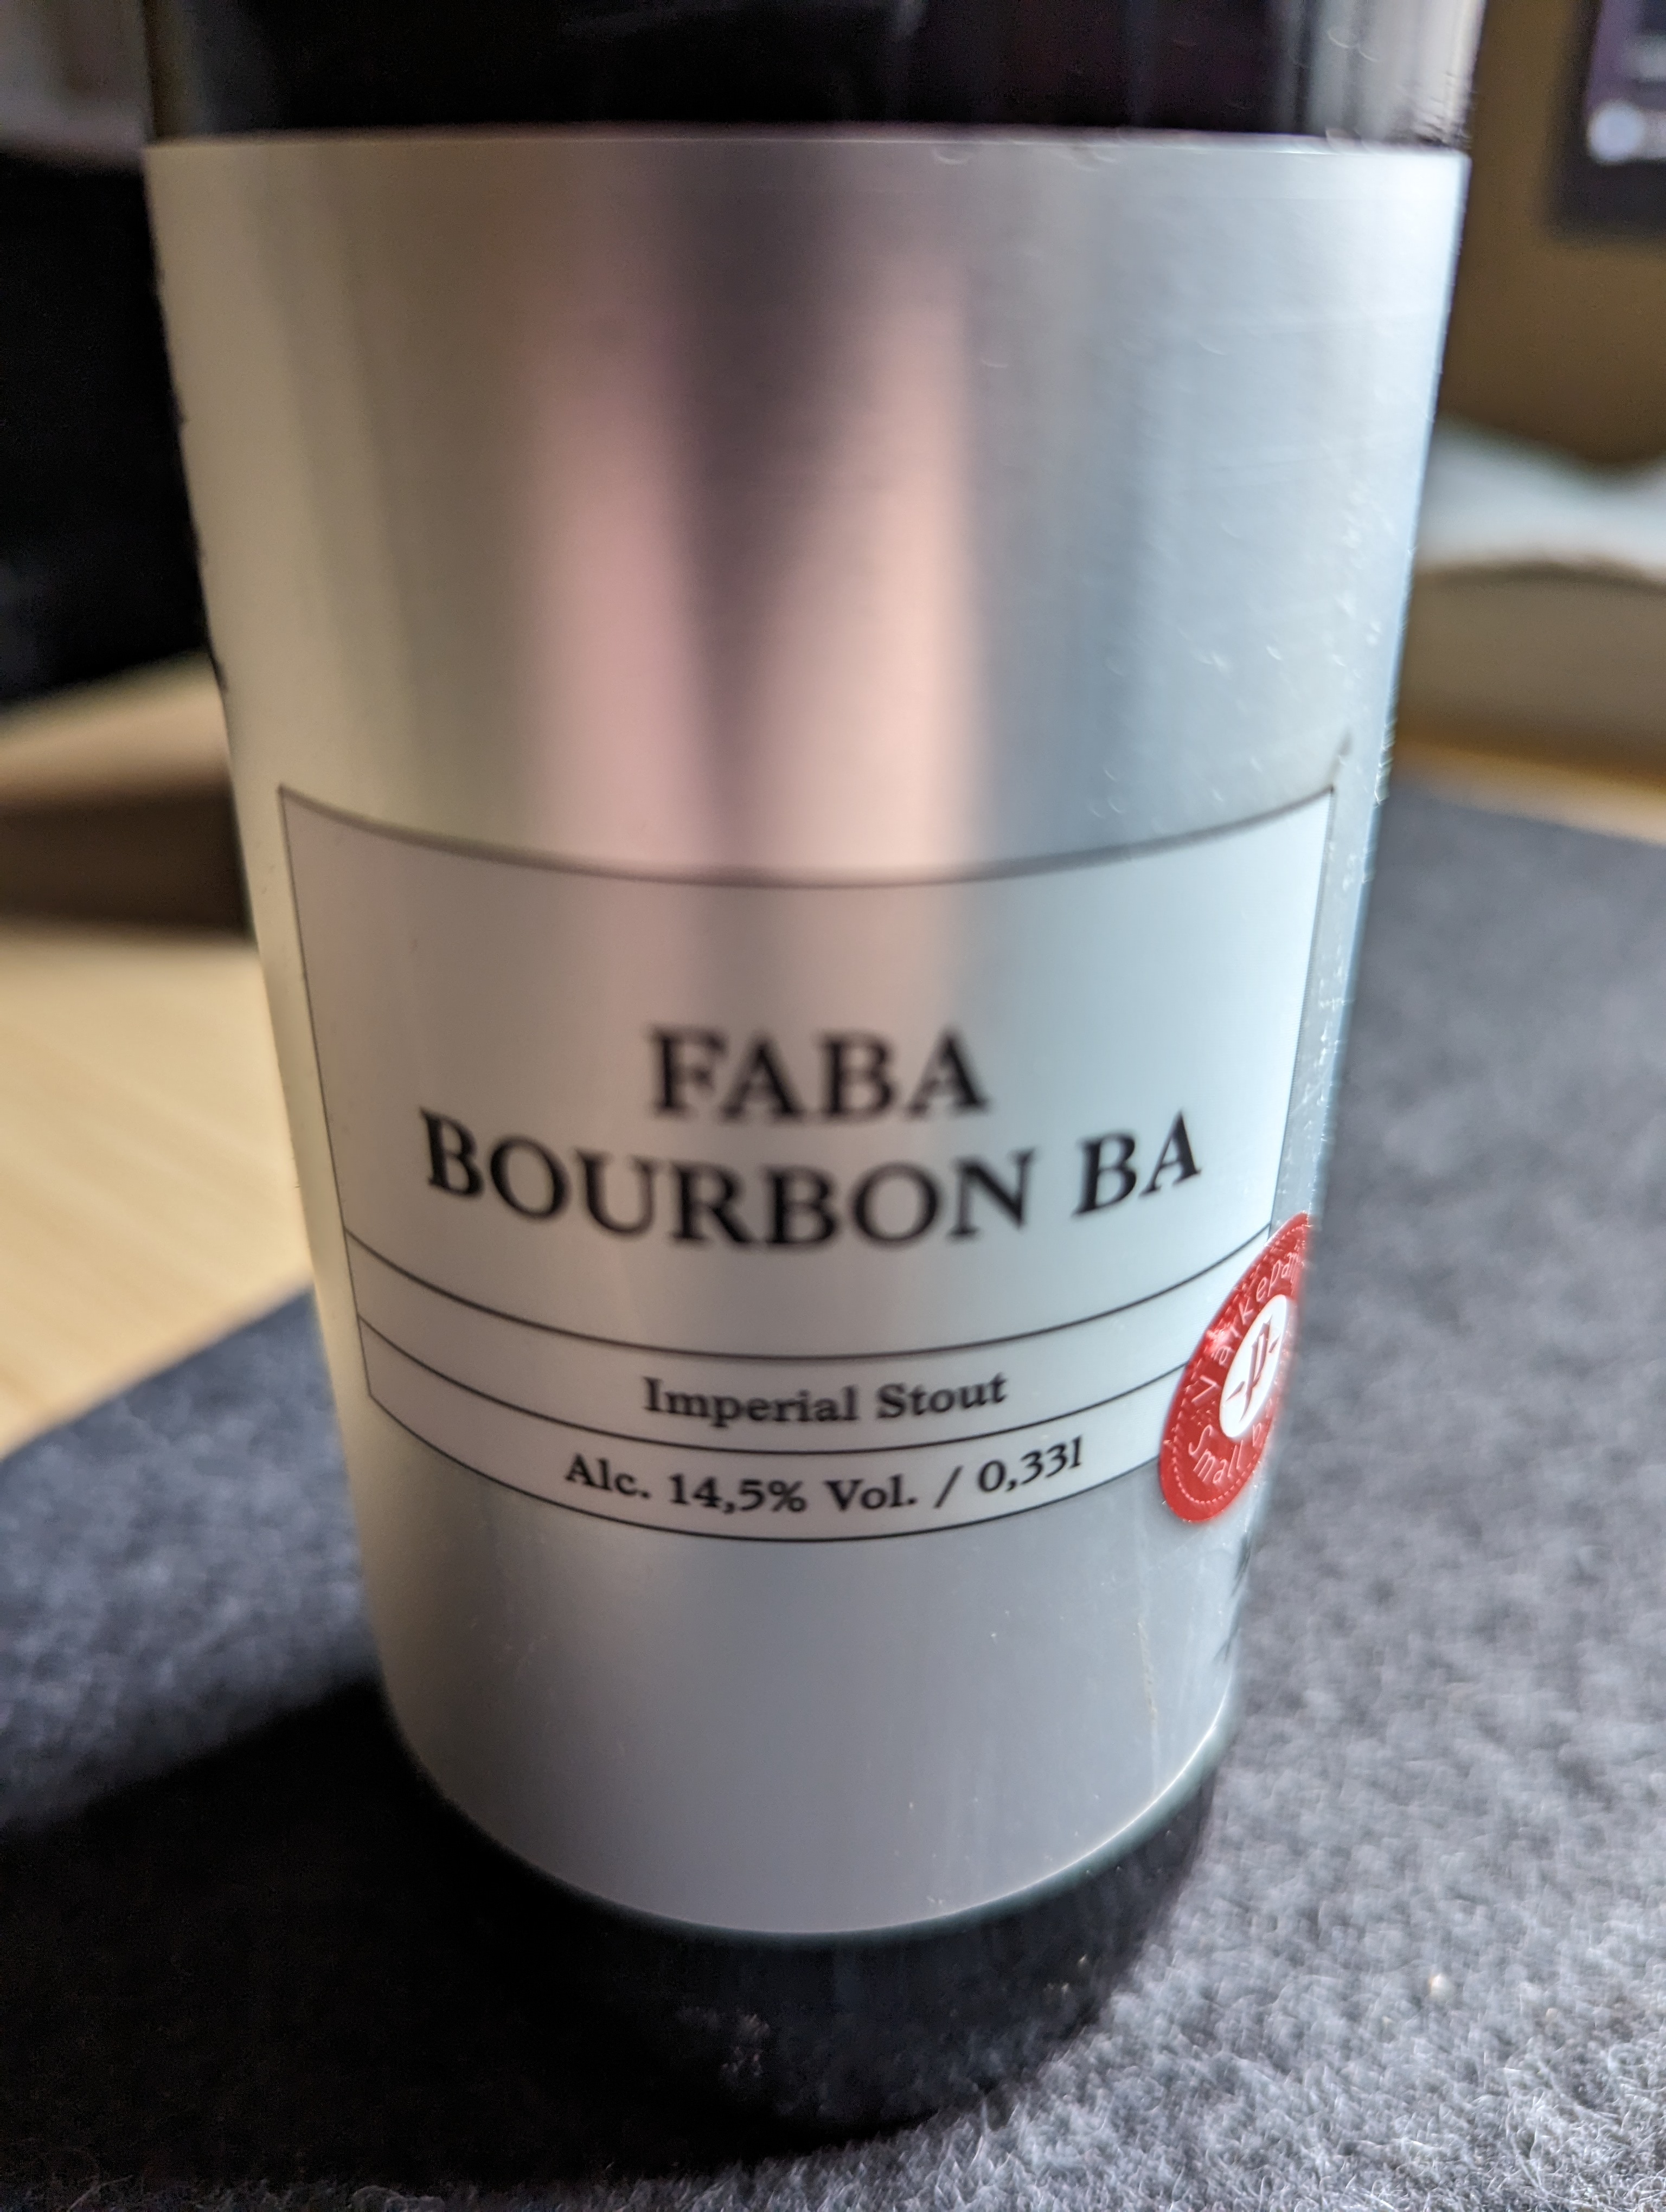 FABA
BOURBON BA
Imperial Stout
Alc. 14,5% Vol. / 0,33l
Small